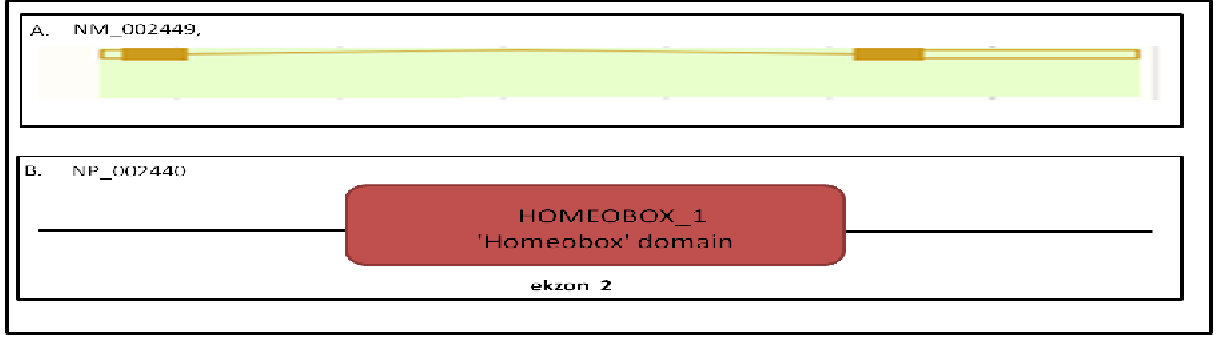 A. NM_002449,
B. NP_002440
HOMEOBOX_1
'Homeobox' domain
ekzon 2